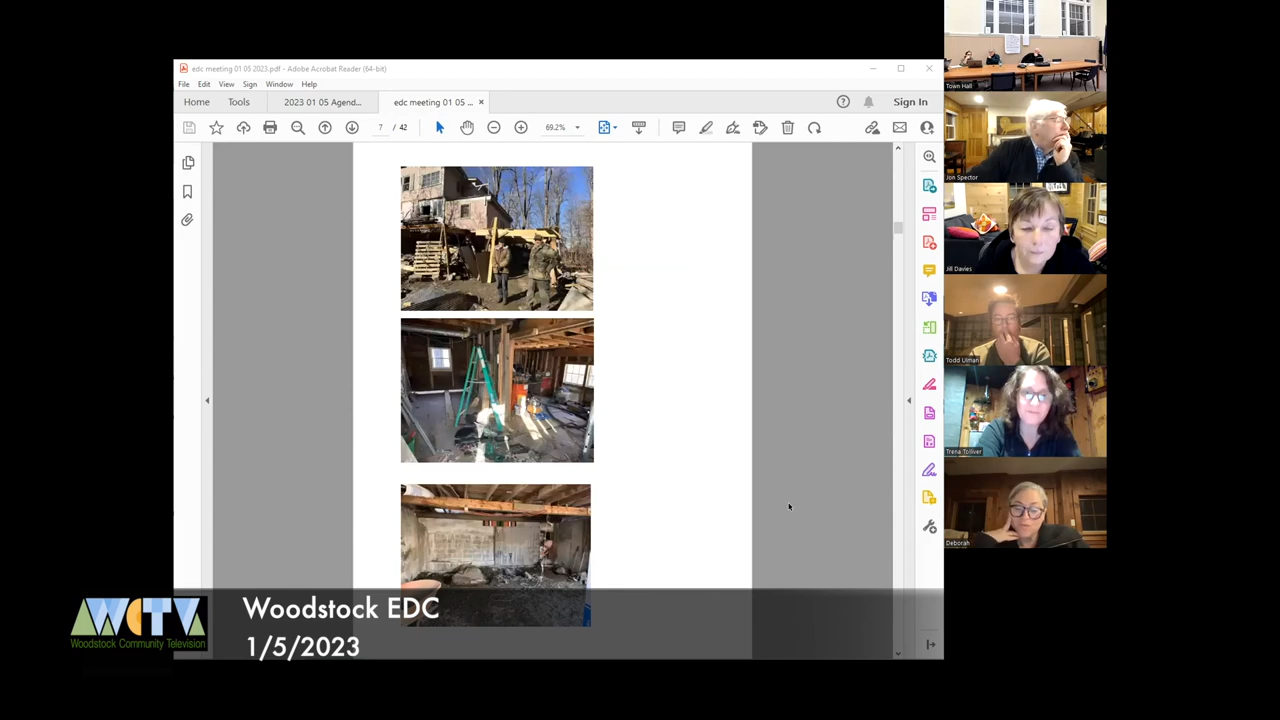 edc meeting 01 05 2023.pdf - Adobe Acrobat Reader (64-bit)
File Edit View Sign Window Help
Home Tools 2023 01 05 Agend... edc meeting 01 05 ... × Sign In
7 / 42 69.2%
Town Hall
Jon Spector
Jill Davies
Todd Ulman
Trena Tolliver
Deborah
WCTV
Woodstock Community Television
Woodstock EDC
1/5/2023